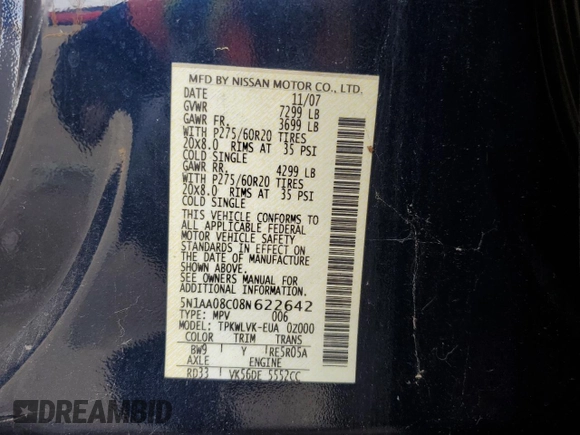 MFD BY NISSAN MOTOR CO., LTD.
DATE 11/07
GVWR 7299 LB
GAWR FR. 3699 LB
WITH P275/60R20 TIRES
20X8.0 RIMS AT 35 PSI
COLD SINGLE
GAWR RR. 4299 LB
WITH P275/60R20 TIRES
20X8.0 RIMS AT 35 PSI
COLD SINGLE
THIS VEHICLE CONFORMS TO
ALL APPLICABLE FEDERAL
MOTOR VEHICLE SAFETY
STANDARDS IN EFFECT ON
THE DATE OF MANUFACTURE
SHOWN ABOVE.
SEE OWNERS MANUAL FOR
ADDITIONAL INFORMATION
5N1AA08C08N622642
TYPE: MPV 006
MODEL: TPKWLVK-EUA 02000
COLOR TRIM TRANS
BW9 Y RE5R05A
AXLE ENGINE
RD33 VK56DE 5552CC
DREAMBID